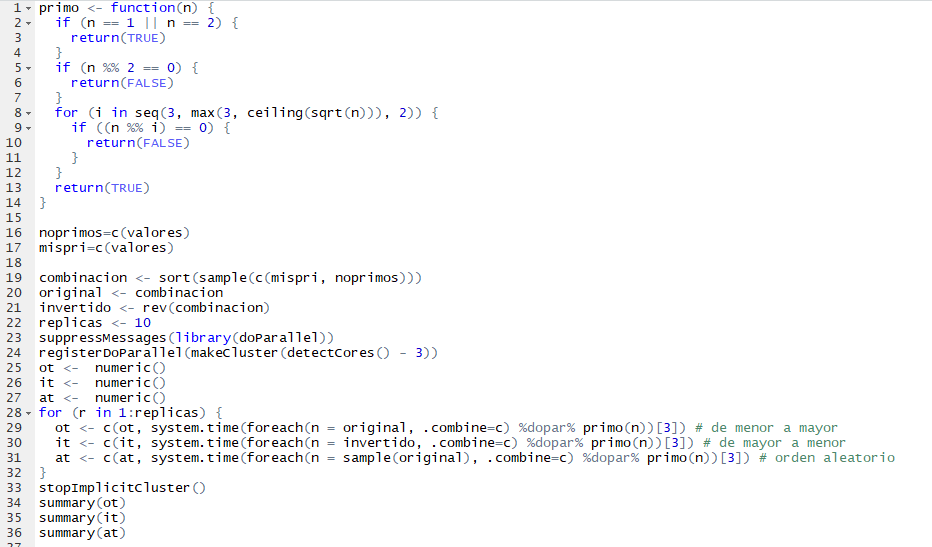 1 primo <- function(n) {
2   if (n == 1 || n == 2) {
3     return(TRUE)
4   }
5   if (n %% 2 == 0) {
6     return(FALSE)
7   }
8   for (i in seq(3, max(3, ceiling(sqrt(n))), 2)) {
9     if ((n %% i) == 0) {
10       return(FALSE)
11     }
12   }
13   return(TRUE)
14 }
15
16 noprimos=c(valores)
17 mispri=c(valores)
18
19 combinacion <- sort(sample(c(mispri, noprimos)))
20 original <- combinacion
21 invertido <- rev(combinacion)
22 replicas <- 10
23 suppressMessages(library(doParallel))
24 registerDoParallel(makeCluster(detectCores() - 3))
25 ot <-  numeric()
26 it <-  numeric()
27 at <-  numeric()
28 for (r in 1:replicas) {
29   ot <- c(ot, system.time(foreach(n = original, .combine=c) %dopar% primo(n))[3]) # de menor a mayor
30   it <- c(it, system.time(foreach(n = invertido, .combine=c) %dopar% primo(n))[3]) # de mayor a menor
31   at <- c(at, system.time(foreach(n = sample(original), .combine=c) %dopar% primo(n))[3]) # orden aleatorio
32 }
33 stopImplicitCluster()
34 summary(ot)
35 summary(it)
36 summary(at)